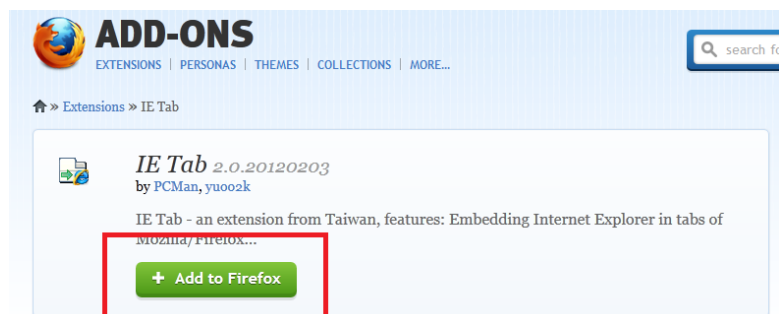 ADD-ONS
search fo
EXTENSIONS | PERSONAS | THEMES | COLLECTIONS | MORE...
» Extensions » IE Tab
IE Tab 2.0.20120203
by PCMan, yuoo2k
IE Tab - an extension from Taiwan, features: Embedding Internet Explorer in tabs of
Mozilla/Firefox...
+ Add to Firefox